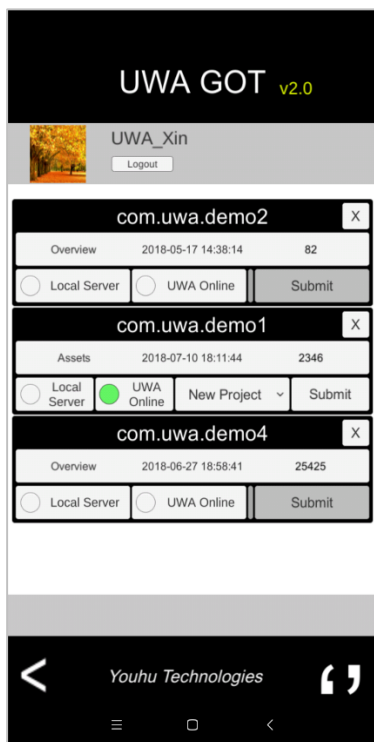 UWA GOT v2.0
UWA_Xin
Logout
com.uwa.demo2 X
Overview 2018-05-17 14:38:14 82
Local Server UWA Online Submit
com.uwa.demo1 X
Assets 2018-07-10 18:11:44 2346
Local Server UWA Online New Project Submit
com.uwa.demo4 X
Overview 2018-06-27 18:58:41 25425
Local Server UWA Online Submit
Youhu Technologies